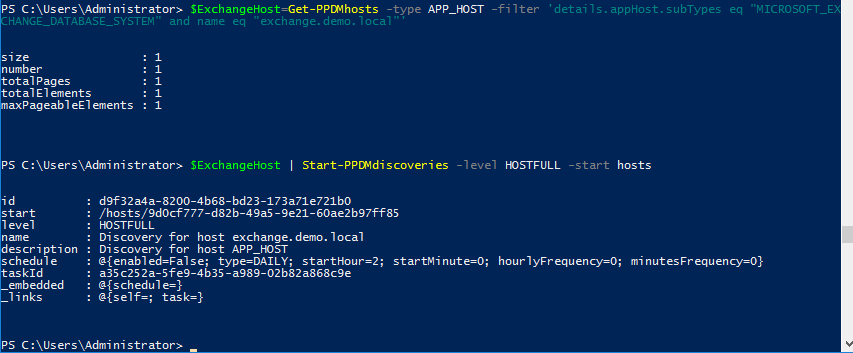 PS C:\Users\Administrator> $ExchangeHost=Get-PPDMhosts -type APP_HOST -filter 'details.appHost.subTypes eq "MICROSOFT_EX
CHANGE_DATABASE_SYSTEM" and name eq "exchange.demo.local"'
size : 1
number : 1
totalPages : 1
totalElements : 1
maxPageableElements : 1
PS C:\Users\Administrator> $ExchangeHost | Start-PPDMdiscoveries -level HOSTFULL -start hosts
id : d9f32a4a-8200-4b68-bd23-173a71e721b0
start : /hosts/9d0cf777-d82b-49a5-9e21-60ae2b97ff85
level : HOSTFULL
name : Discovery for host exchange.demo.local
description : Discovery for host APP_HOST
schedule : @{enabled=False; type=DAILY; startHour=2; startMinute=0; hourlyFrequency=0; minutesFrequency=0}
taskId : a35c252a-5fe9-4b35-a989-02b82a868c9e
_embedded : @{schedule=}
_links : @{self=; task=}
PS C:\Users\Administrator> _